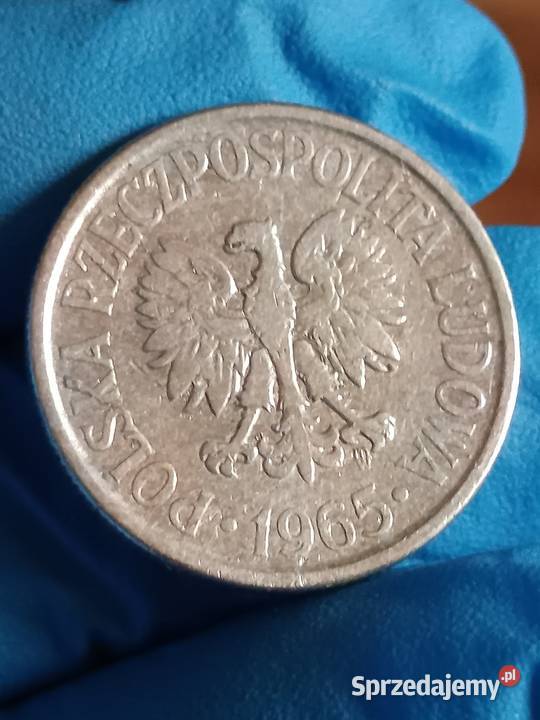 POLSKA RZECZPOSPOLITA LUDOWA
· 1965 ·
Sprzedajemy.pl